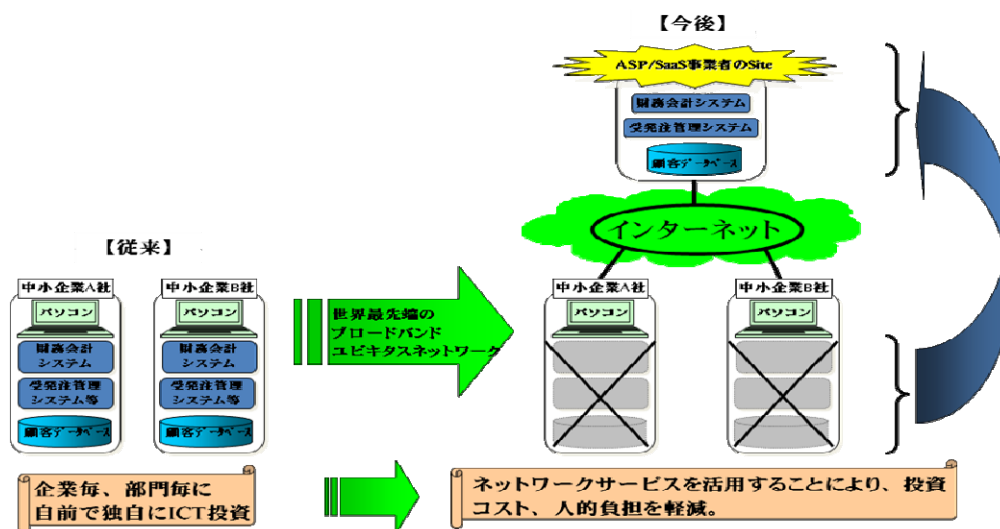 【今後】
ASP/SaaS事業者のSite
財務会計システム
受発注管理システム
顧客データベース
インターネット
【従来】
中小企業A社
パソコン
財務会計
システム
受発注管理
システム等
顧客データベース
中小企業B社
パソコン
財務会計
システム
受発注管理
システム等
顧客データベース
世界最先端の
ブロードバンド
ユビキタスネットワーク
中小企業A社
パソコン
中小企業B社
パソコン
企業毎、部門毎に
自前で独自にICT投資
ネットワークサービスを活用することにより、投資
コスト、人的負担を軽減。